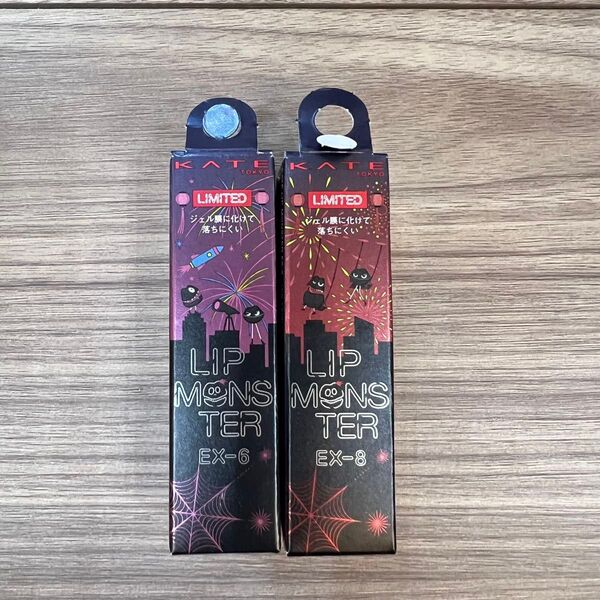 KATE
TOKYO
LIMITED
ジェル膜に化けて
落ちにくい
LIP
MONS
TER
EX-6
KATE
TOKYO
LIMITED
ジェル膜に化けて
落ちにくい
LIP
MONS
TER
EX-8